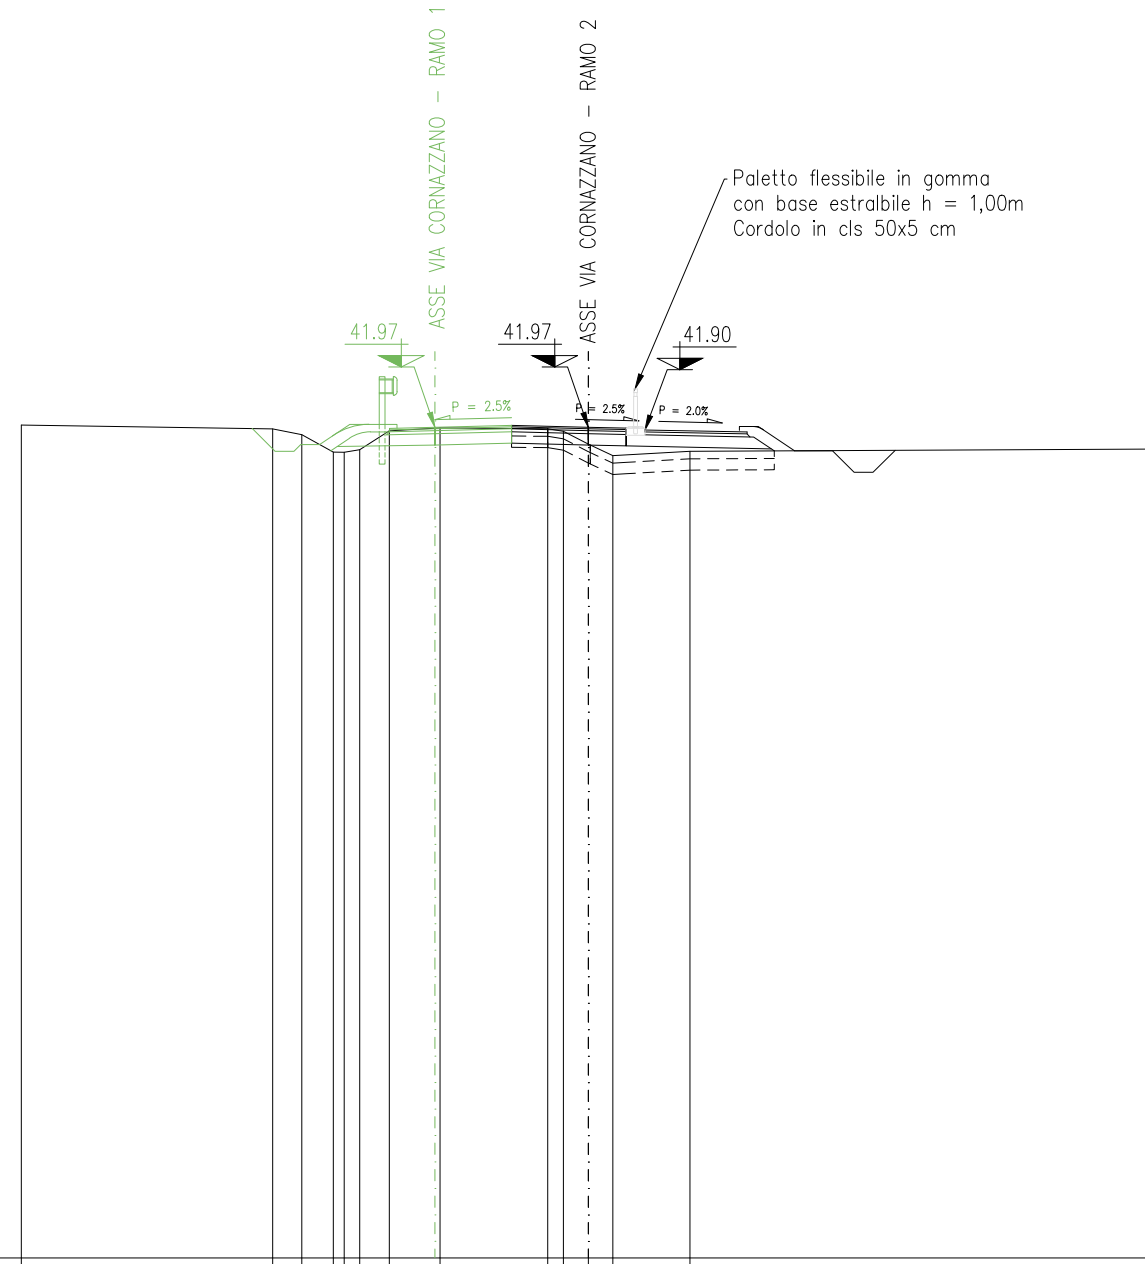 ASSE VIA CORNAZZANO - RAMO 1
ASSE VIA CORNAZZANO - RAMO 2
Paletto flessibile in gomma
con base estralbile h = 1,00m
Cordolo in cls 50x5 cm
41.97
41.97
41.90
P = 2.5%
P = 2.5%
P = 2.0%